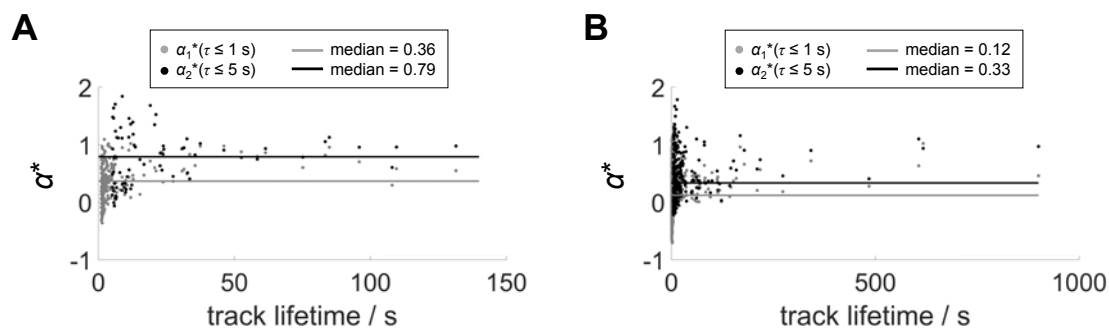 A
α₁*(τ ≤ 1 s) median = 0.36
α₂*(τ ≤ 5 s) median = 0.79
2
1
0
-1
α*
0 50 100 150
track lifetime / s
B
α₁*(τ ≤ 1 s) median = 0.12
α₂*(τ ≤ 5 s) median = 0.33
2
1
0
-1
α*
0 500 1000
track lifetime / s